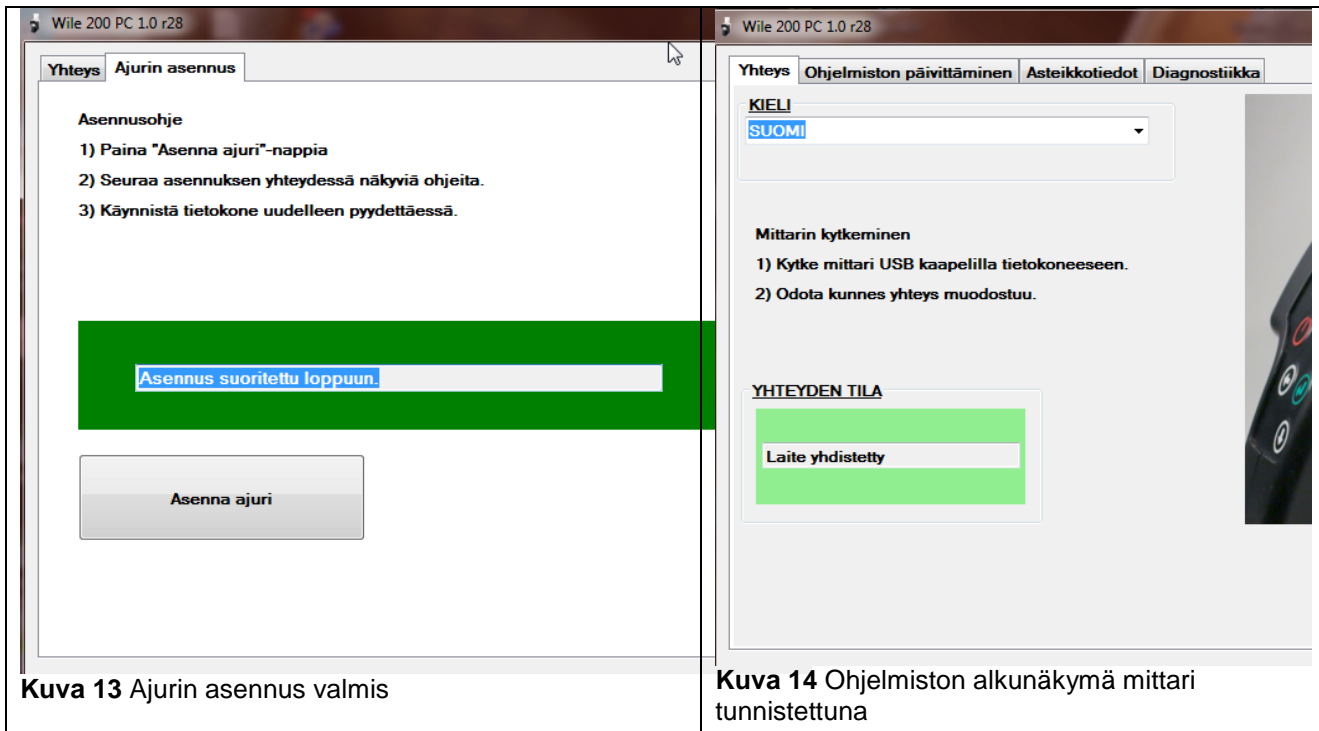 Wile 200 PC 1.0 r28
Yhteys Ajurin asennus
Asennusohje
1) Paina "Asenna ajuri"-nappia
2) Seuraa asennuksen yhteydessä näkyviä ohjeita.
3) Käynnistä tietokone uudelleen pyydettäessä.
Asennus suoritettu loppuun.
Asenna ajuri
Kuva 13 Ajurin asennus valmis
Wile 200 PC 1.0 r28
Yhteys Ohjelmiston päivittäminen Asteikkotiedot Diagnostiikka
KIELI
SUOMI
Mittarin kytkeminen
1) Kytke mittari USB kaapelilla tietokoneeseen.
2) Odota kunnes yhteys muodostuu.
YHTEYDEN TILA
Laite yhdistetty
Kuva 14 Ohjelmiston alkunäkymä mittari
tunnistettuna